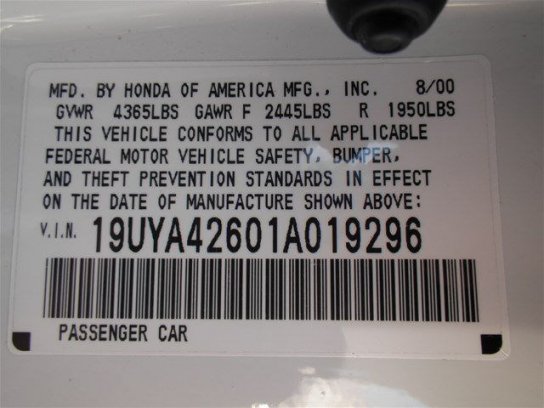 MFD. BY HONDA OF AMERICA MFG., INC. 8/00
GVWR 4365LBS GAWR F 2445LBS R 1950LBS
THIS VEHICLE CONFORMS TO ALL APPLICABLE
FEDERAL MOTOR VEHICLE SAFETY, BUMPER,
AND THEFT PREVENTION STANDARDS IN EFFECT
ON THE DATE OF MANUFACTURE SHOWN ABOVE:
V.I.N. 19UYA42601A019296
PASSENGER CAR